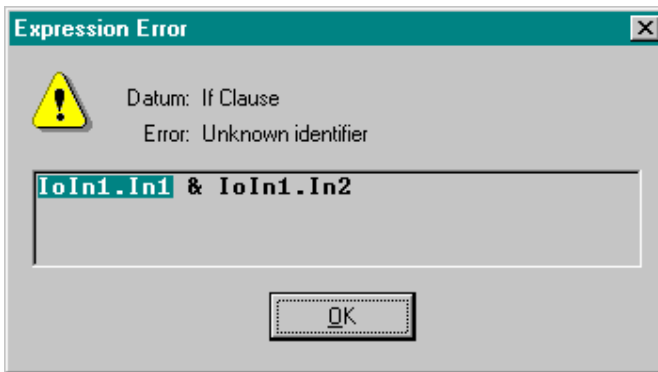 Expression Error
Datum: If Clause
Error: Unknown identifier
IoIn1.In1 & IoIn1.In2
OK